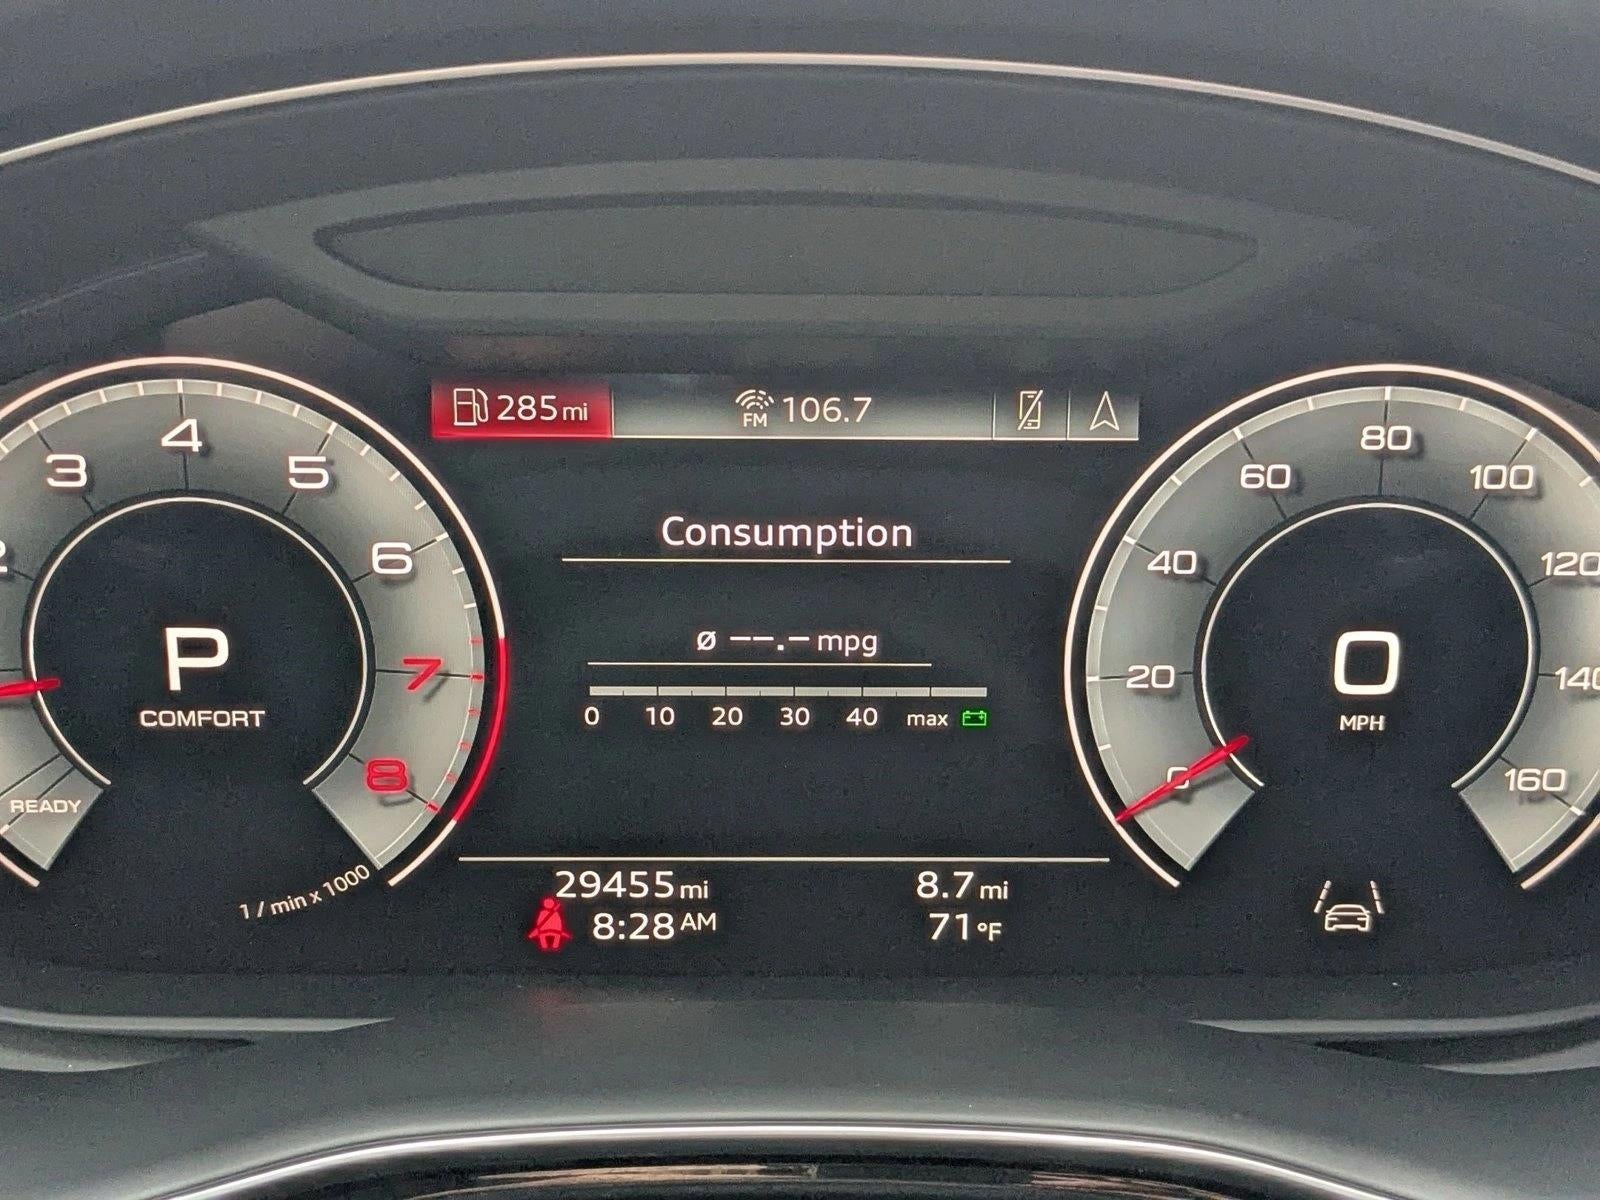 285 mi
FM 106.7
Consumption
ø --.- mpg
0 10 20 30 40 max
2 3 4 5 6 7 8
P
COMFORT
READY
1 / min x 1000
0 20 40 60 80 100 120 140 160
0
MPH
29455 mi
8:28 AM
8.7 mi
71 °F